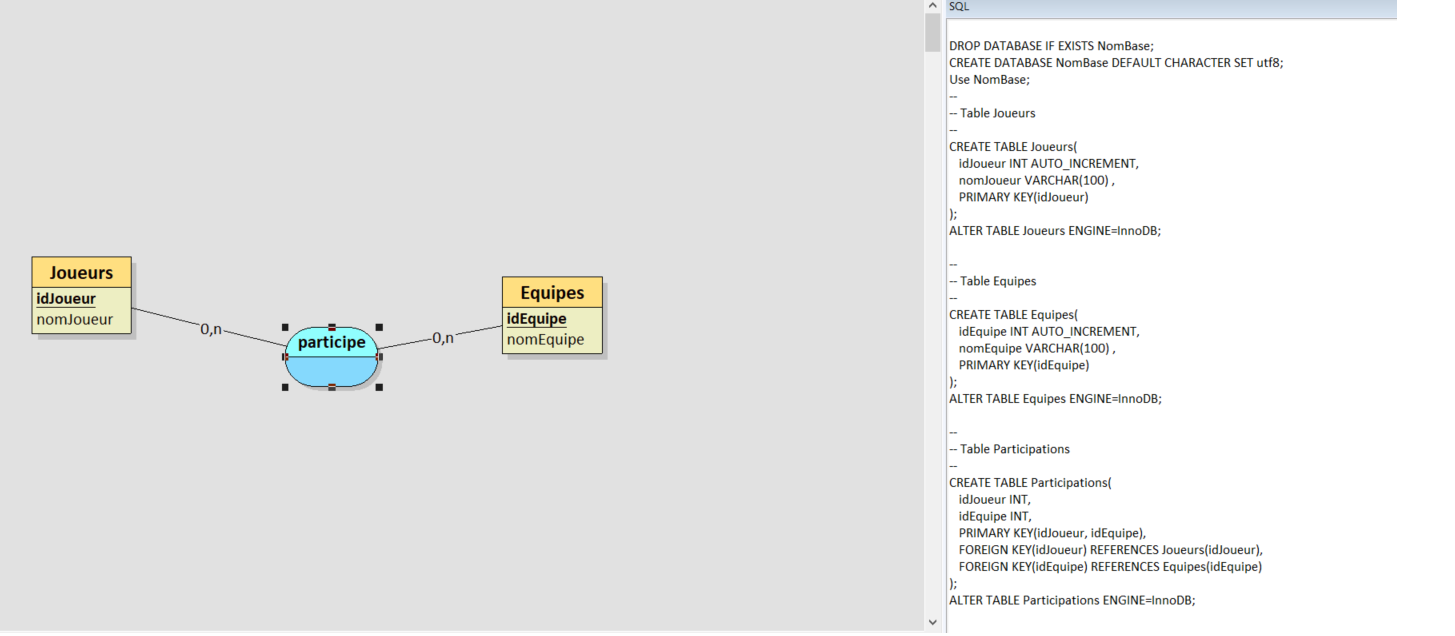 Joueurs
idJoueur
nomJoueur
0,n
participe
0,n
Equipes
idEquipe
nomEquipe
SQL
DROP DATABASE IF EXISTS NomBase;
CREATE DATABASE NomBase DEFAULT CHARACTER SET utf8;
Use NomBase;
--
-- Table Joueurs
--
CREATE TABLE Joueurs(
idJoueur INT AUTO_INCREMENT,
nomJoueur VARCHAR(100) ,
PRIMARY KEY(idJoueur)
);
ALTER TABLE Joueurs ENGINE=InnoDB;
--
-- Table Equipes
--
CREATE TABLE Equipes(
idEquipe INT AUTO_INCREMENT,
nomEquipe VARCHAR(100) ,
PRIMARY KEY(idEquipe)
);
ALTER TABLE Equipes ENGINE=InnoDB;
--
-- Table Participations
--
CREATE TABLE Participations(
idJoueur INT,
idEquipe INT,
PRIMARY KEY(idJoueur, idEquipe),
FOREIGN KEY(idJoueur) REFERENCES Joueurs(idJoueur),
FOREIGN KEY(idEquipe) REFERENCES Equipes(idEquipe)
);
ALTER TABLE Participations ENGINE=InnoDB;